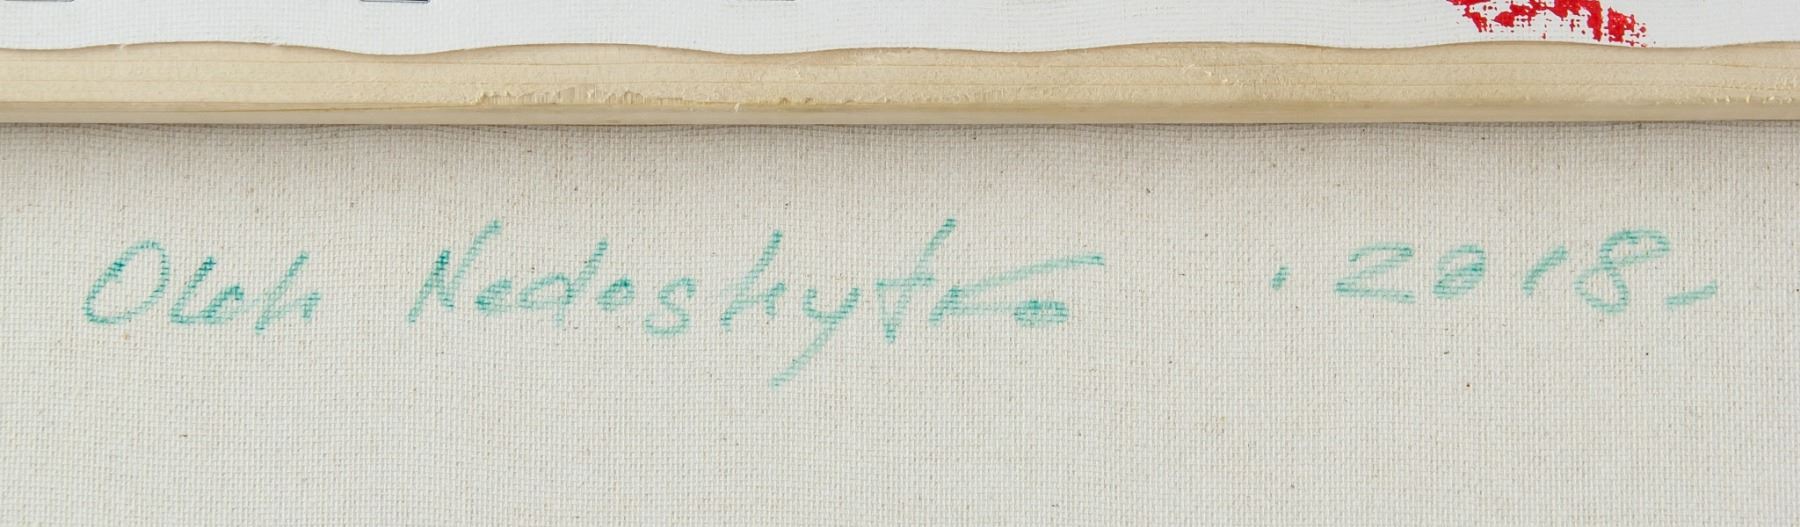 Oleh Nedoshytko .2018.